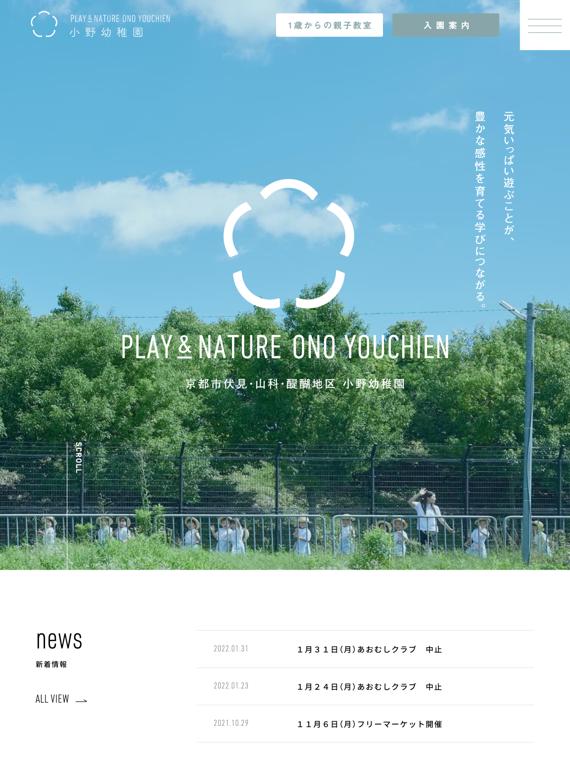 PLAY & NATURE ONO YOUCHIEN
小野幼稚園
1歳からの親子教室
入園案内
元気いっぱい遊ぶことが、
豊かな感性を育てる学びにつながる。
PLAY & NATURE ONO YOUCHIEN
京都市伏見・山科・醍醐地区 小野幼稚園
SCROLL
news
新着情報
ALL VIEW
2022.01.31 1月31日(月)あおむしクラブ 中止
2022.01.23 1月24日(月)あおむしクラブ 中止
2021.10.29 11月6日(月)フリーマーケット開催